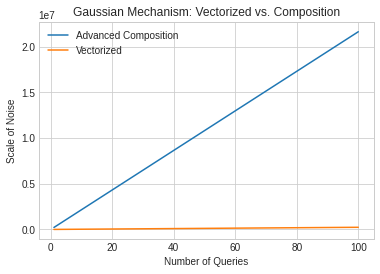 Gaussian Mechanism: Vectorized vs. Composition
1e7
Advanced Composition
Vectorized
2.0
1.5
1.0
0.5
0.0
Scale of Noise
0 20 40 60 80 100
Number of Queries